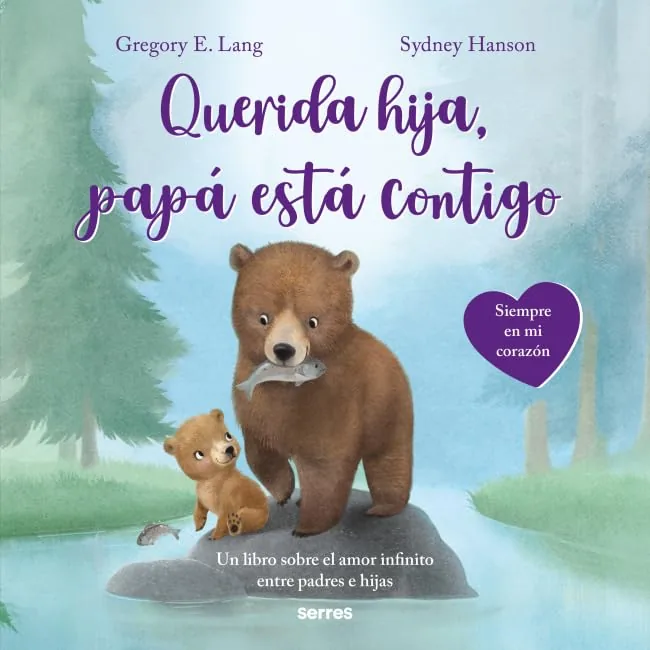 Gregory E. Lang
Sydney Hanson
Querida hija,
papá está contigo
Siempre
en mi
corazón
Un libro sobre el amor infinito
entre padres e hijas
serres